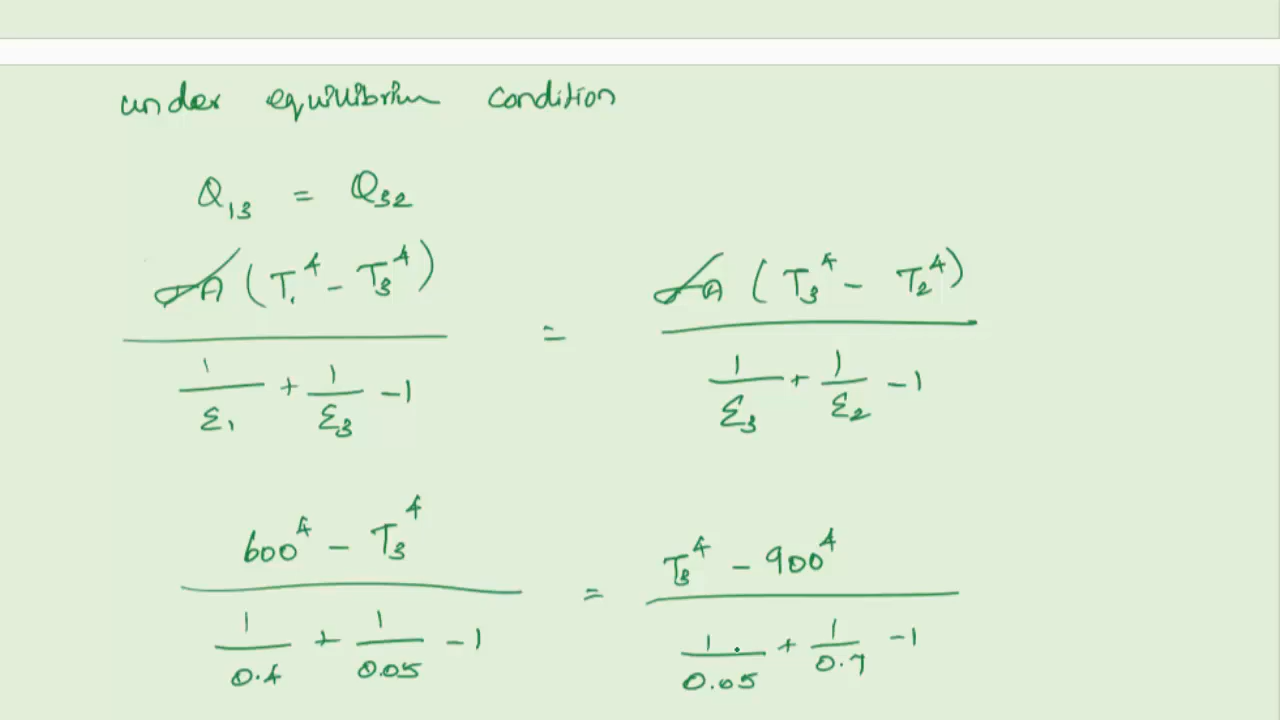 under equilibrium condition
Q13 = Q32
σA (T1^4 - T3^4) / (1/ε1 + 1/ε3 - 1) = σA (T3^4 - T2^4) / (1/ε3 + 1/ε2 - 1)
(600^4 - T3^4) / (1/0.4 + 1/0.05 - 1) = (T3^4 - 900^4) / (1/0.05 + 1/0.7 - 1)